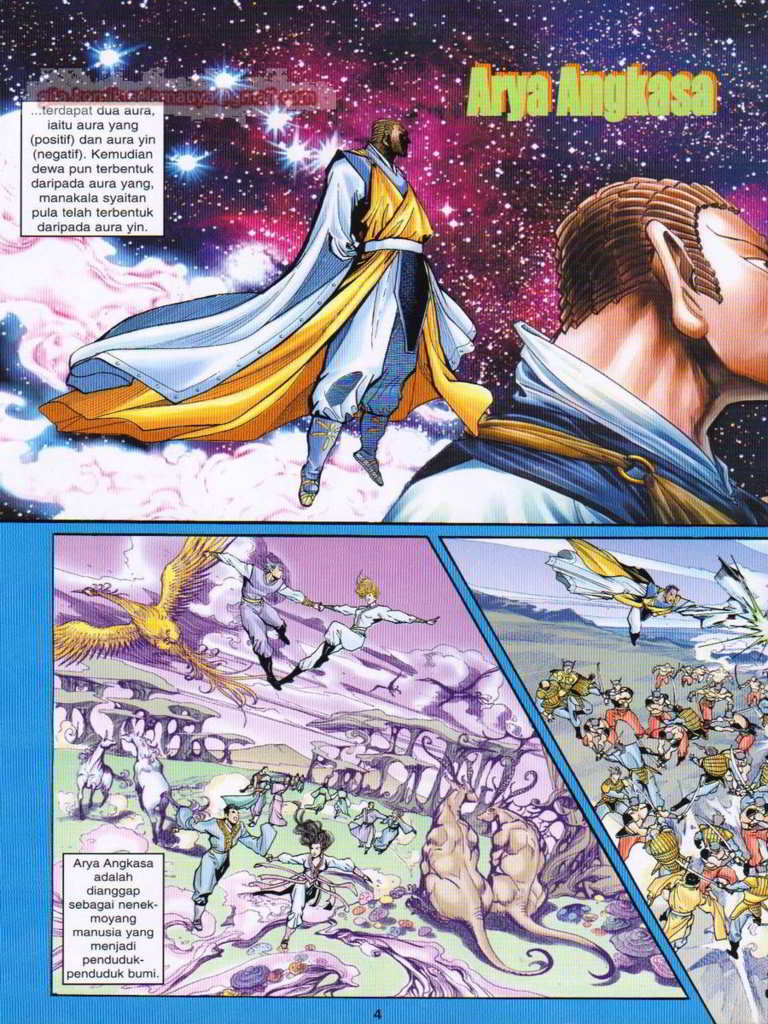 Arya Angkasa
...terdapat dua aura,
iaitu aura yang
(positif) dan aura yin
(negatif). Kemudian
dewa pun terbentuk
daripada aura yang,
manakala syaitan
pula telah terbentuk
daripada aura yin.
Arya Angkasa
adalah
dianggap
sebagai nenek-
moyang
manusia yang
menjadi
penduduk-
penduduk bumi.
4